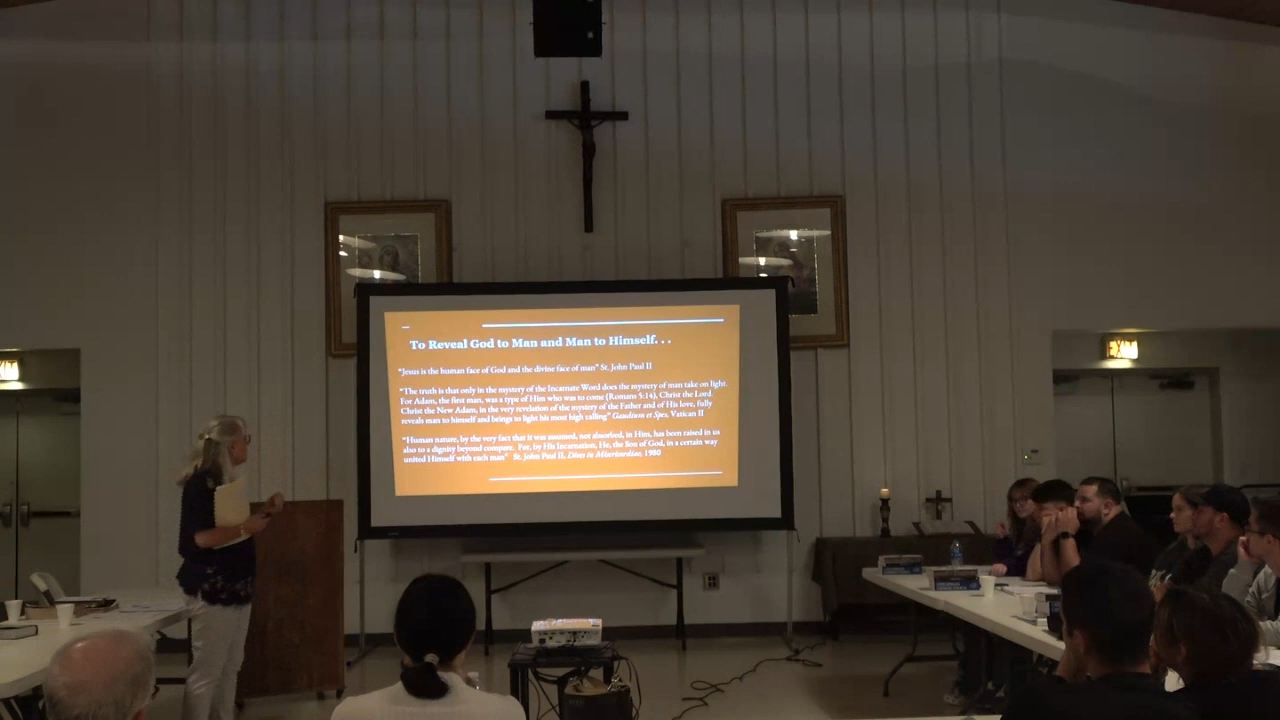 To Reveal God to Man and Man to Himself. . .
"Jesus is the human face of God and the divine face of man" St. John Paul II
"The truth is that only in the mystery of the Incarnate Word does the mystery of man take on light.
For Adam, the first man, was a type of Him who was to come (Romans 5:14), Christ the Lord.
Christ the New Adam, in the very revelation of the mystery of the Father and of His love, fully
reveals man to himself and brings to light his most high calling" Gaudium et Spes, Vatican II
"Human nature, by the very fact that it was assumed, not absorbed, in Him, has been raised in us
also to a dignity beyond compare. For, by His Incarnation, He, the Son of God, in a certain way
united Himself with each man" St. John Paul II, Dives in Misericordiae, 1980
EXIT